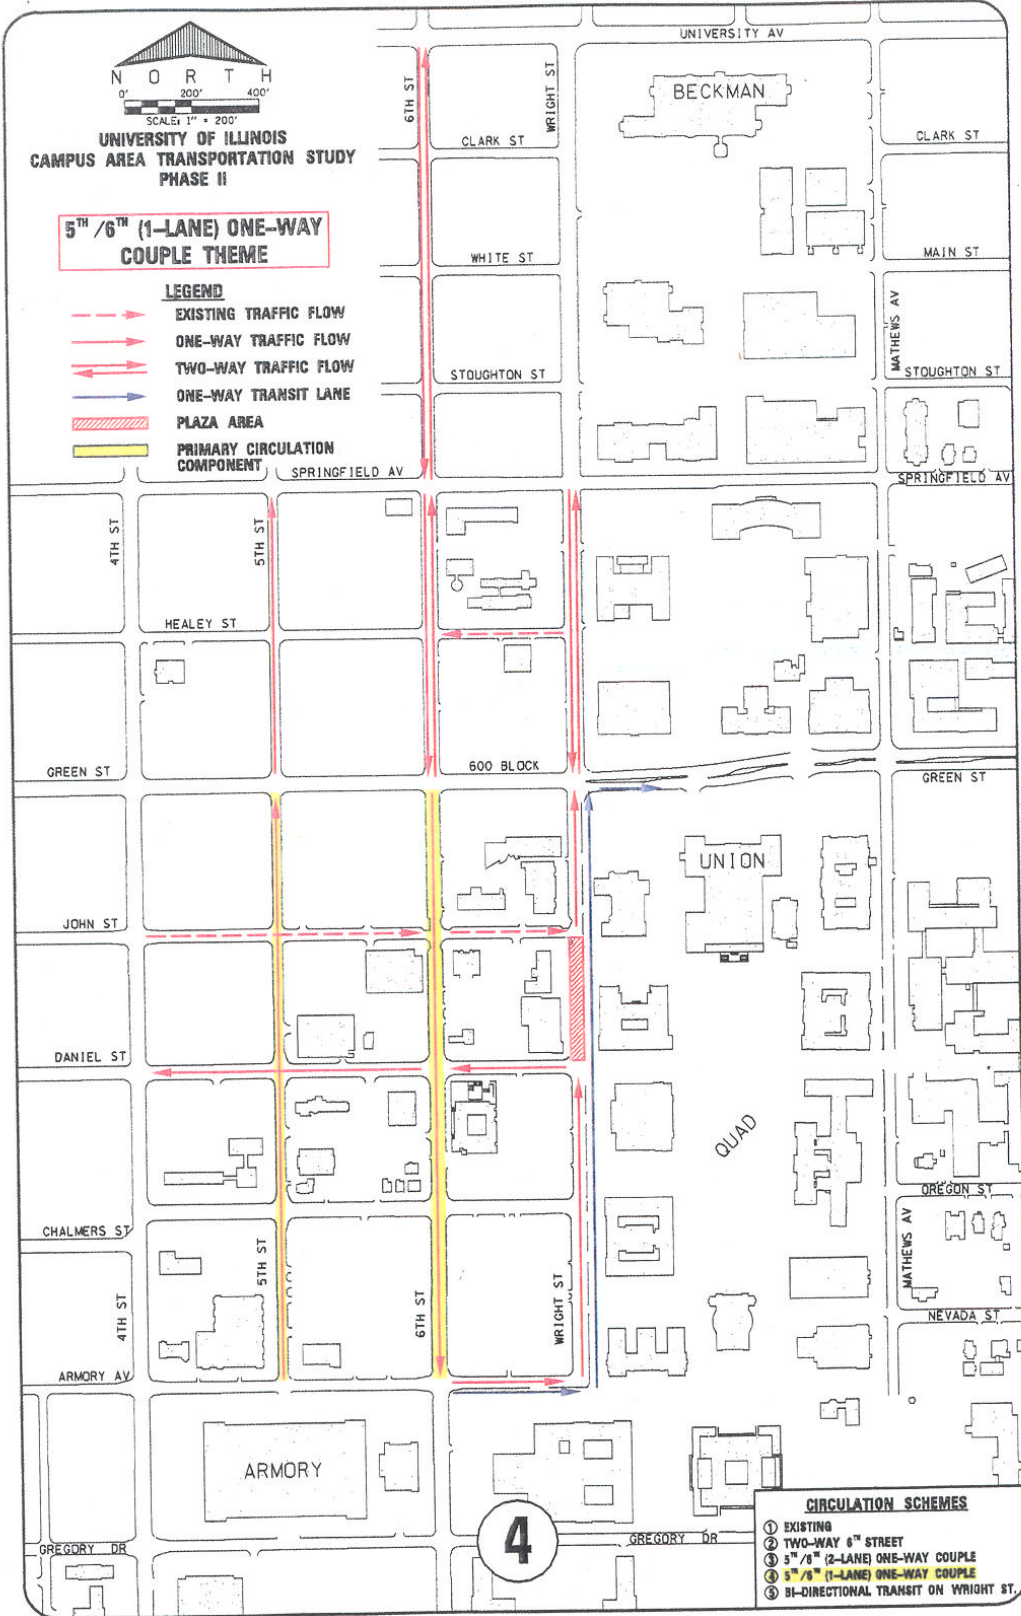 NORTH
0' 200' 400'
SCALE: 1" = 200'
UNIVERSITY OF ILLINOIS
CAMPUS AREA TRANSPORTATION STUDY
PHASE II
5TH/6TH (1-LANE) ONE-WAY
COUPLE THEME
LEGEND
EXISTING TRAFFIC FLOW
ONE-WAY TRAFFIC FLOW
TWO-WAY TRAFFIC FLOW
ONE-WAY TRANSIT LANE
PLAZA AREA
PRIMARY CIRCULATION
COMPONENT
UNIVERSITY AV
6TH ST
WRIGHT ST
BECKMAN
CLARK ST
CLARK ST
WHITE ST
MAIN ST
MATHEWS AV
STOUGHTON ST
STOUGHTON ST
SPRINGFIELD AV
SPRINGFIELD AV
4TH ST
5TH ST
HEALEY ST
GREEN ST
600 BLOCK
GREEN ST
UNION
JOHN ST
DANIEL ST
QUAD
OREGON ST
CHALMERS ST
MATHEWS AV
5TH ST
4TH ST
6TH ST
WRIGHT ST
NEVADA ST
ARMORY AV
ARMORY
4
GREGORY DR
GREGORY DR
CIRCULATION SCHEMES
① EXISTING
② TWO-WAY 6TH STREET
③ 5TH/6TH (2-LANE) ONE-WAY COUPLE
④ 5TH/6TH (1-LANE) ONE-WAY COUPLE
⑤ BI-DIRECTIONAL TRANSIT ON WRIGHT ST.